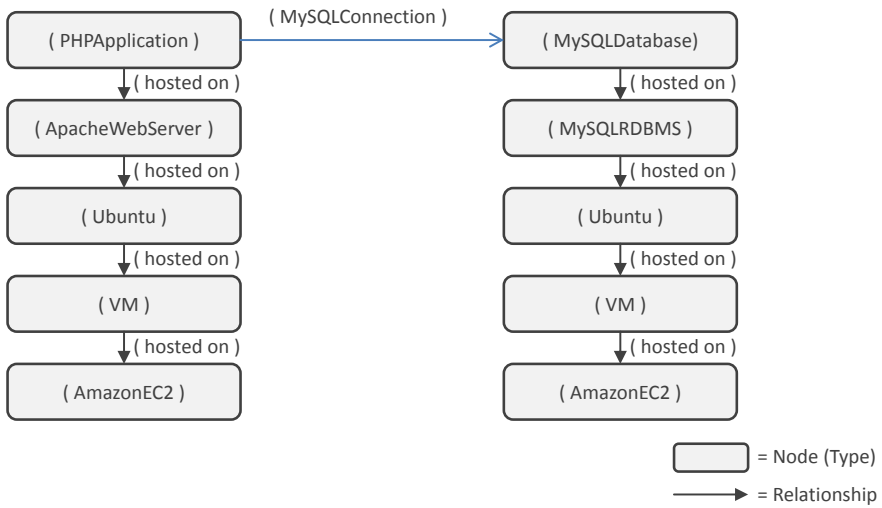 ( MySQLConnection )
( PHPApplication )
( MySQLDatabase)
( hosted on )
( hosted on )
( ApacheWebServer )
( MySQLRDBMS )
( hosted on )
( hosted on )
( Ubuntu )
( Ubuntu )
( hosted on )
( hosted on )
( VM )
( VM )
( hosted on )
( hosted on )
( AmazonEC2 )
( AmazonEC2 )
= Node (Type)
= Relationship